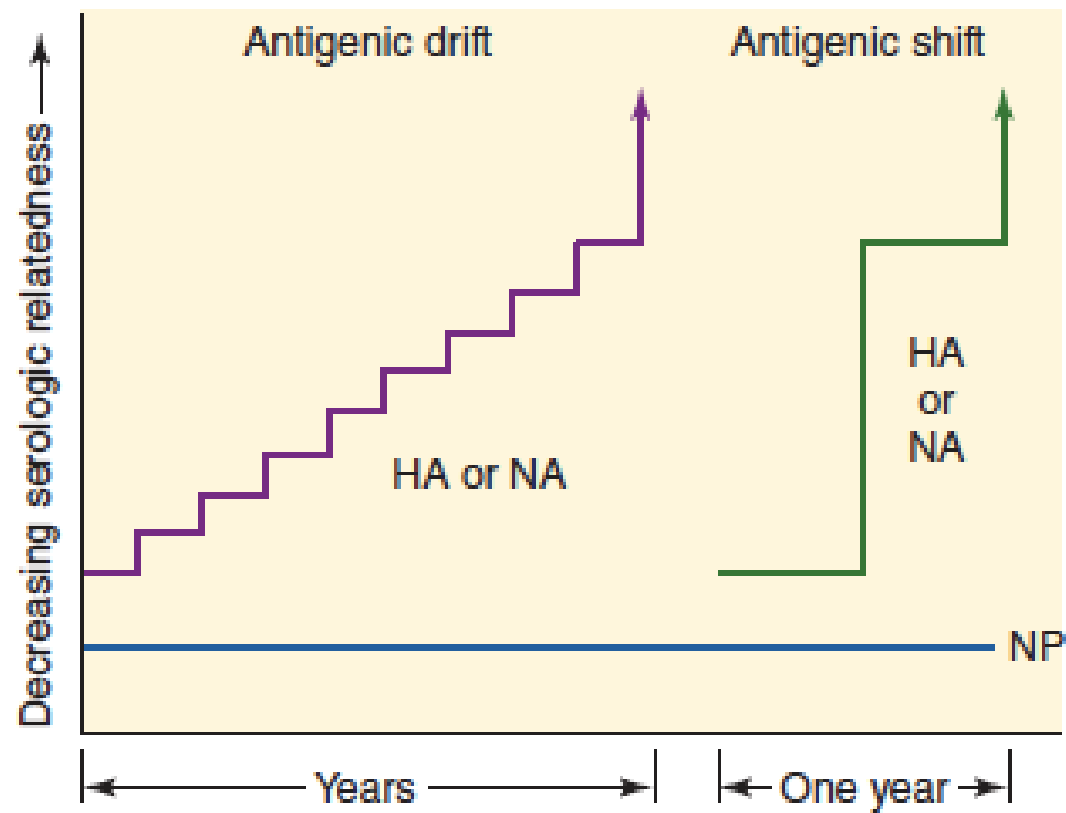 Antigenic drift
Antigenic shift
Decreasing serologic relatedness
HA or NA
HA
or
NA
NP
Years
One year